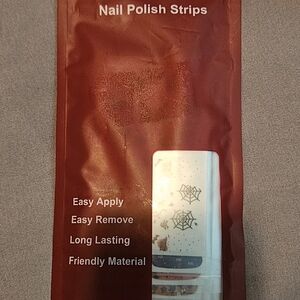 Nail Polish Strips
Easy Apply
Easy Remove
Long Lasting
Friendly Material